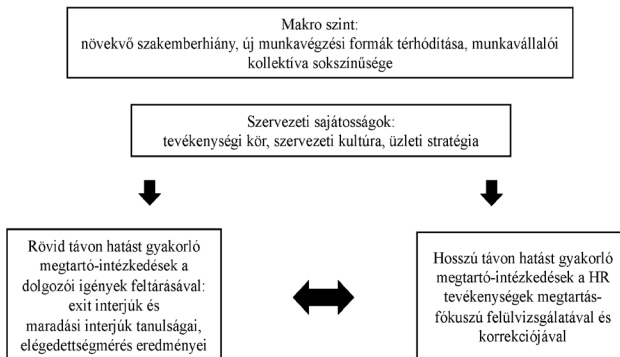 Makro szint:
növekvő szakemberhiány, új munkavégzési formák térhódítása, munkavállalói
kollektíva sokszínűsége
Szervezeti sajátosságok:
tevékenységi kör, szervezeti kultúra, üzleti stratégia
Rövid távon hatást gyakorló
megtartó-intézkedések a
dolgozói igények feltárásával:
exit interjúk és
maradási interjúk tanulságai,
elégedettségmérés eredményei
Hosszú távon hatást gyakorló
megtartó-intézkedések a HR
tevékenységek megtartás-
fókuszú felülvizsgálatával és
korrekciójával